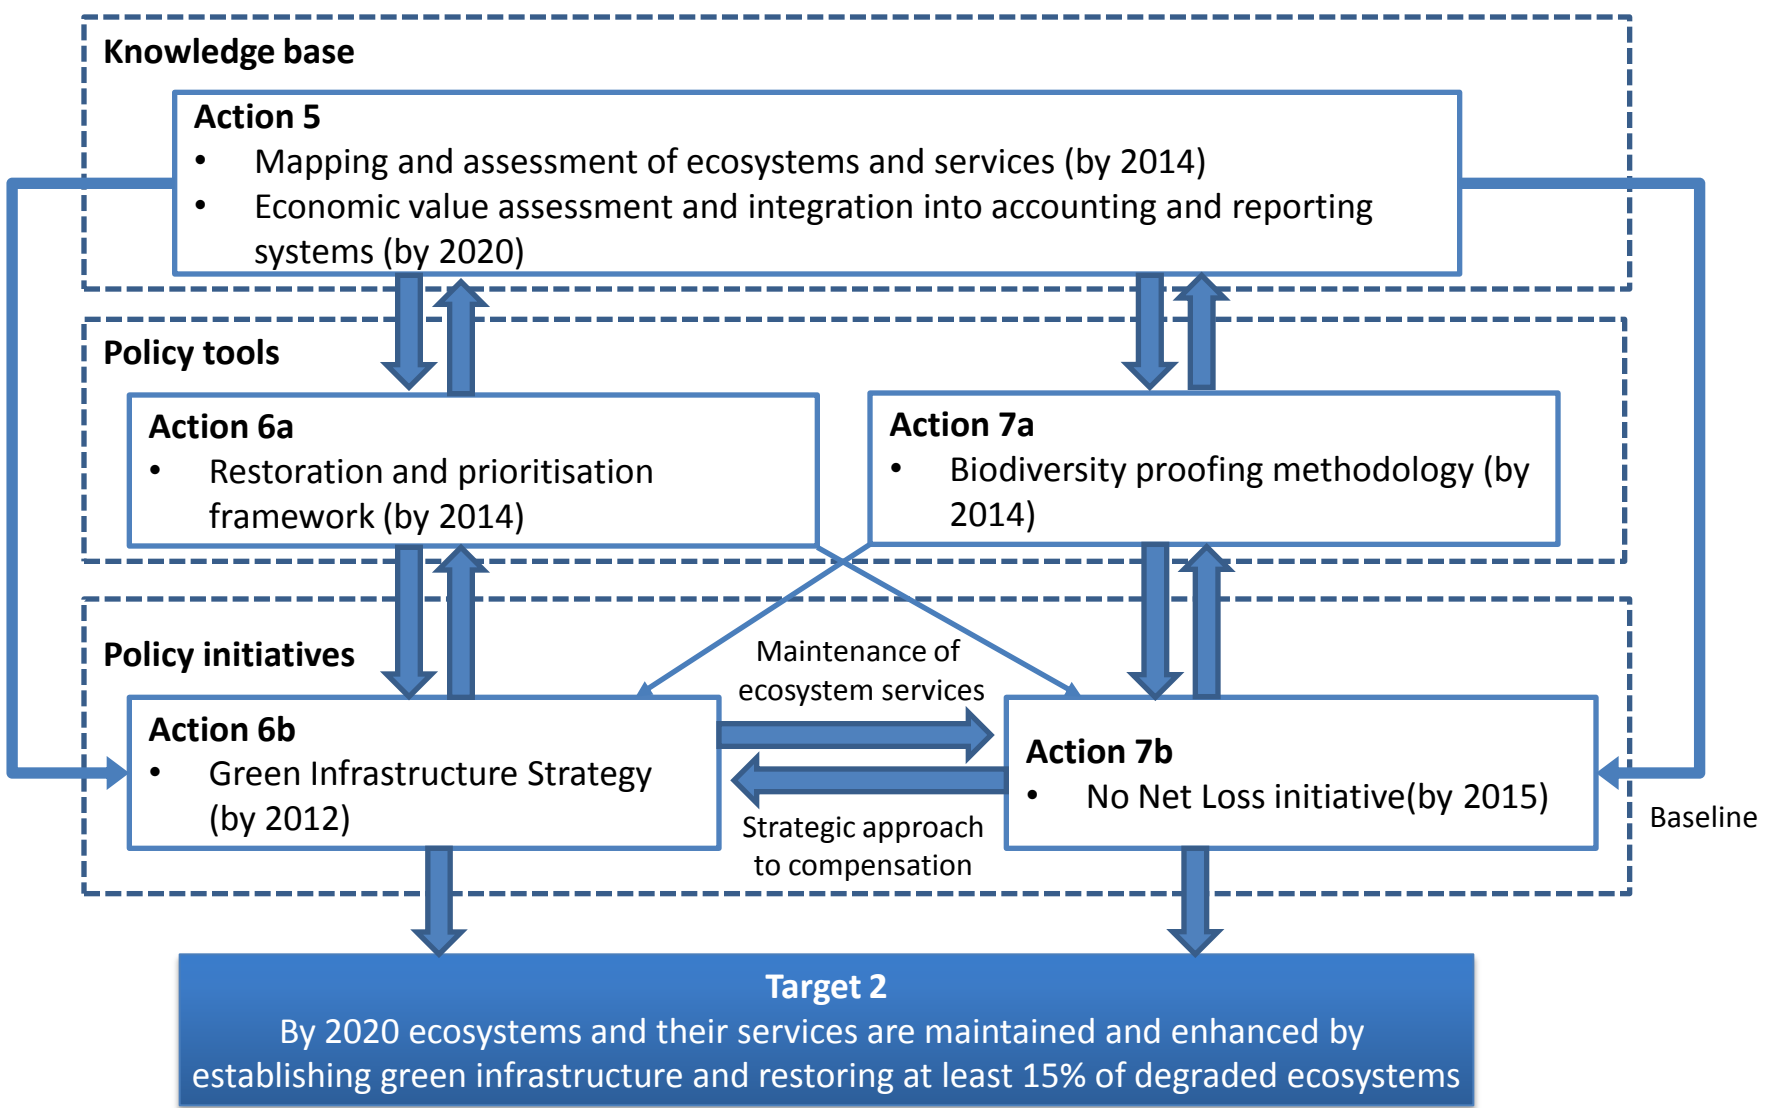 Knowledge base
Action 5
• Mapping and assessment of ecosystems and services (by 2014)
• Economic value assessment and integration into accounting and reporting
systems (by 2020)
Policy tools
Action 6a
• Restoration and prioritisation
framework (by 2014)
Action 7a
• Biodiversity proofing methodology (by
2014)
Policy initiatives
Maintenance of
ecosystem services
Action 6b
• Green Infrastructure Strategy
(by 2012)
Action 7b
• No Net Loss initiative(by 2015)
Strategic approach
to compensation
Baseline
Target 2
By 2020 ecosystems and their services are maintained and enhanced by
establishing green infrastructure and restoring at least 15% of degraded ecosystems